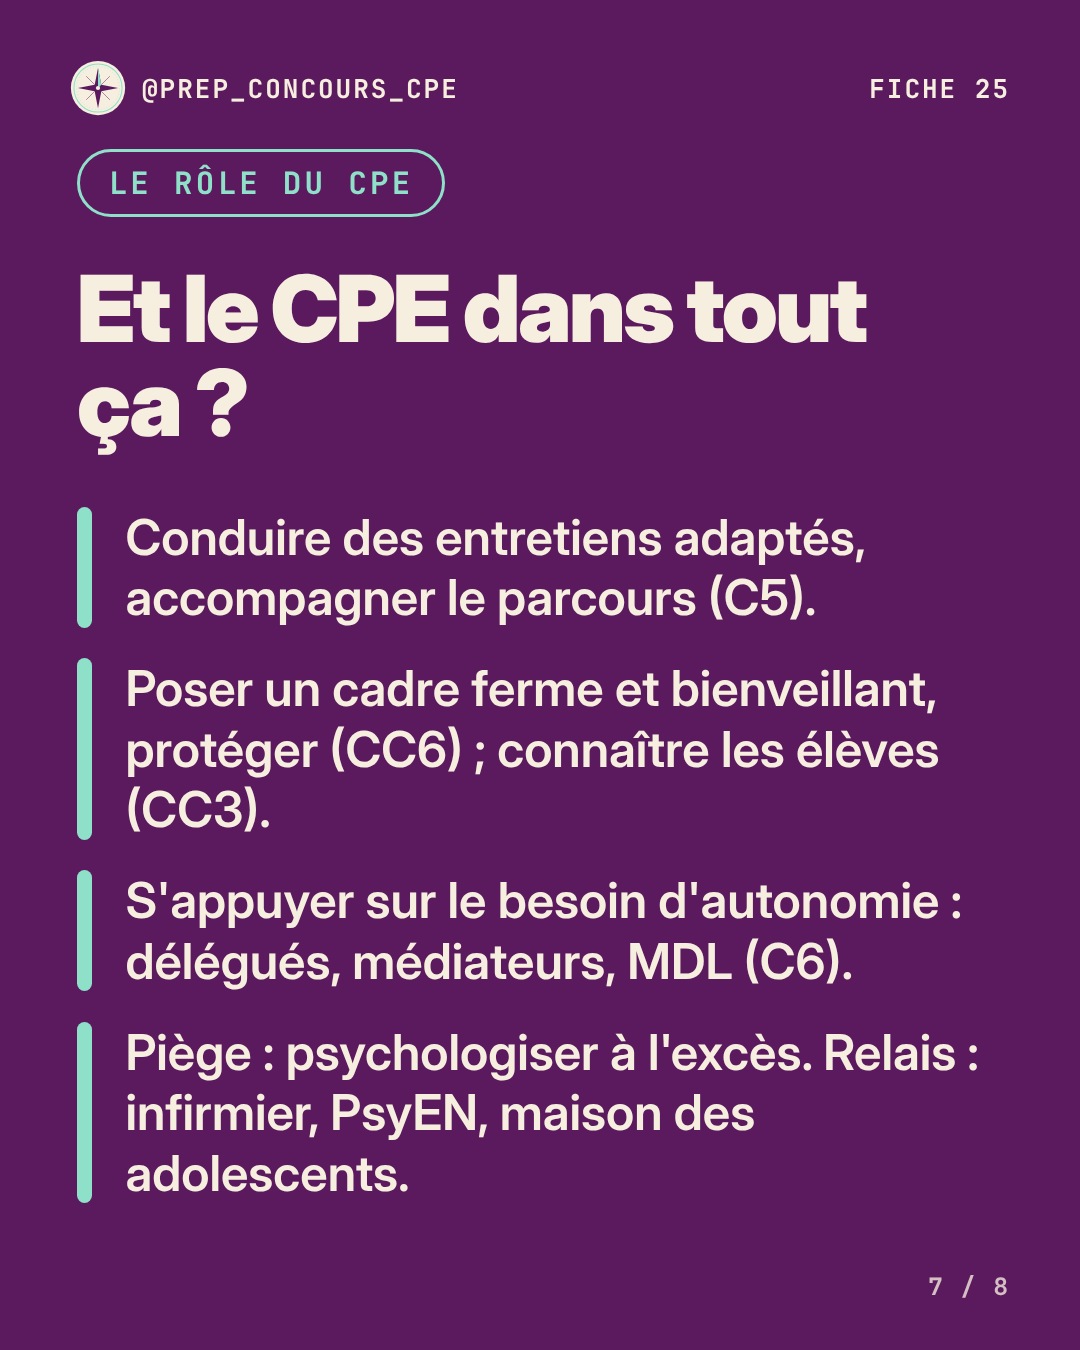 @PREP_CONCOURS_CPE
FICHE 25
LE RÔLE DU CPE
Et le CPE dans tout
ça ?
Conduire des entretiens adaptés,
accompagner le parcours (C5).
Poser un cadre ferme et bienveillant,
protéger (CC6) ; connaître les élèves
(CC3).
S'appuyer sur le besoin d'autonomie :
délégués, médiateurs, MDL (C6).
Piège : psychologiser à l'excès. Relais :
infirmier, PsyEN, maison des
adolescents.
7 / 8